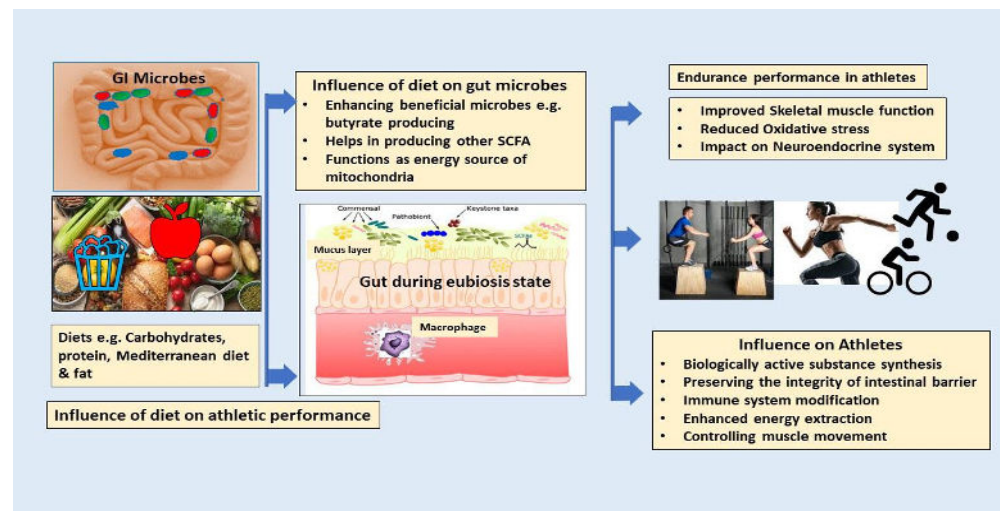 GI Microbes
Diets e.g. Carbohydrates,
protein, Mediterranean diet
& fat
Influence of diet on athletic performance
Influence of diet on gut microbes
• Enhancing beneficial microbes e.g.
butyrate producing
• Helps in producing other SCFA
• Functions as energy source of
mitochondria
Commensal
Pathobiont
Keystone taxa
SCFAs
Mucus layer
Gut during eubiosis state
Macrophage
Endurance performance in athletes
• Improved Skeletal muscle function
• Reduced Oxidative stress
• Impact on Neuroendocrine system
Influence on Athletes
• Biologically active substance synthesis
• Preserving the integrity of intestinal barrier
• Immune system modification
• Enhanced energy extraction
• Controlling muscle movement